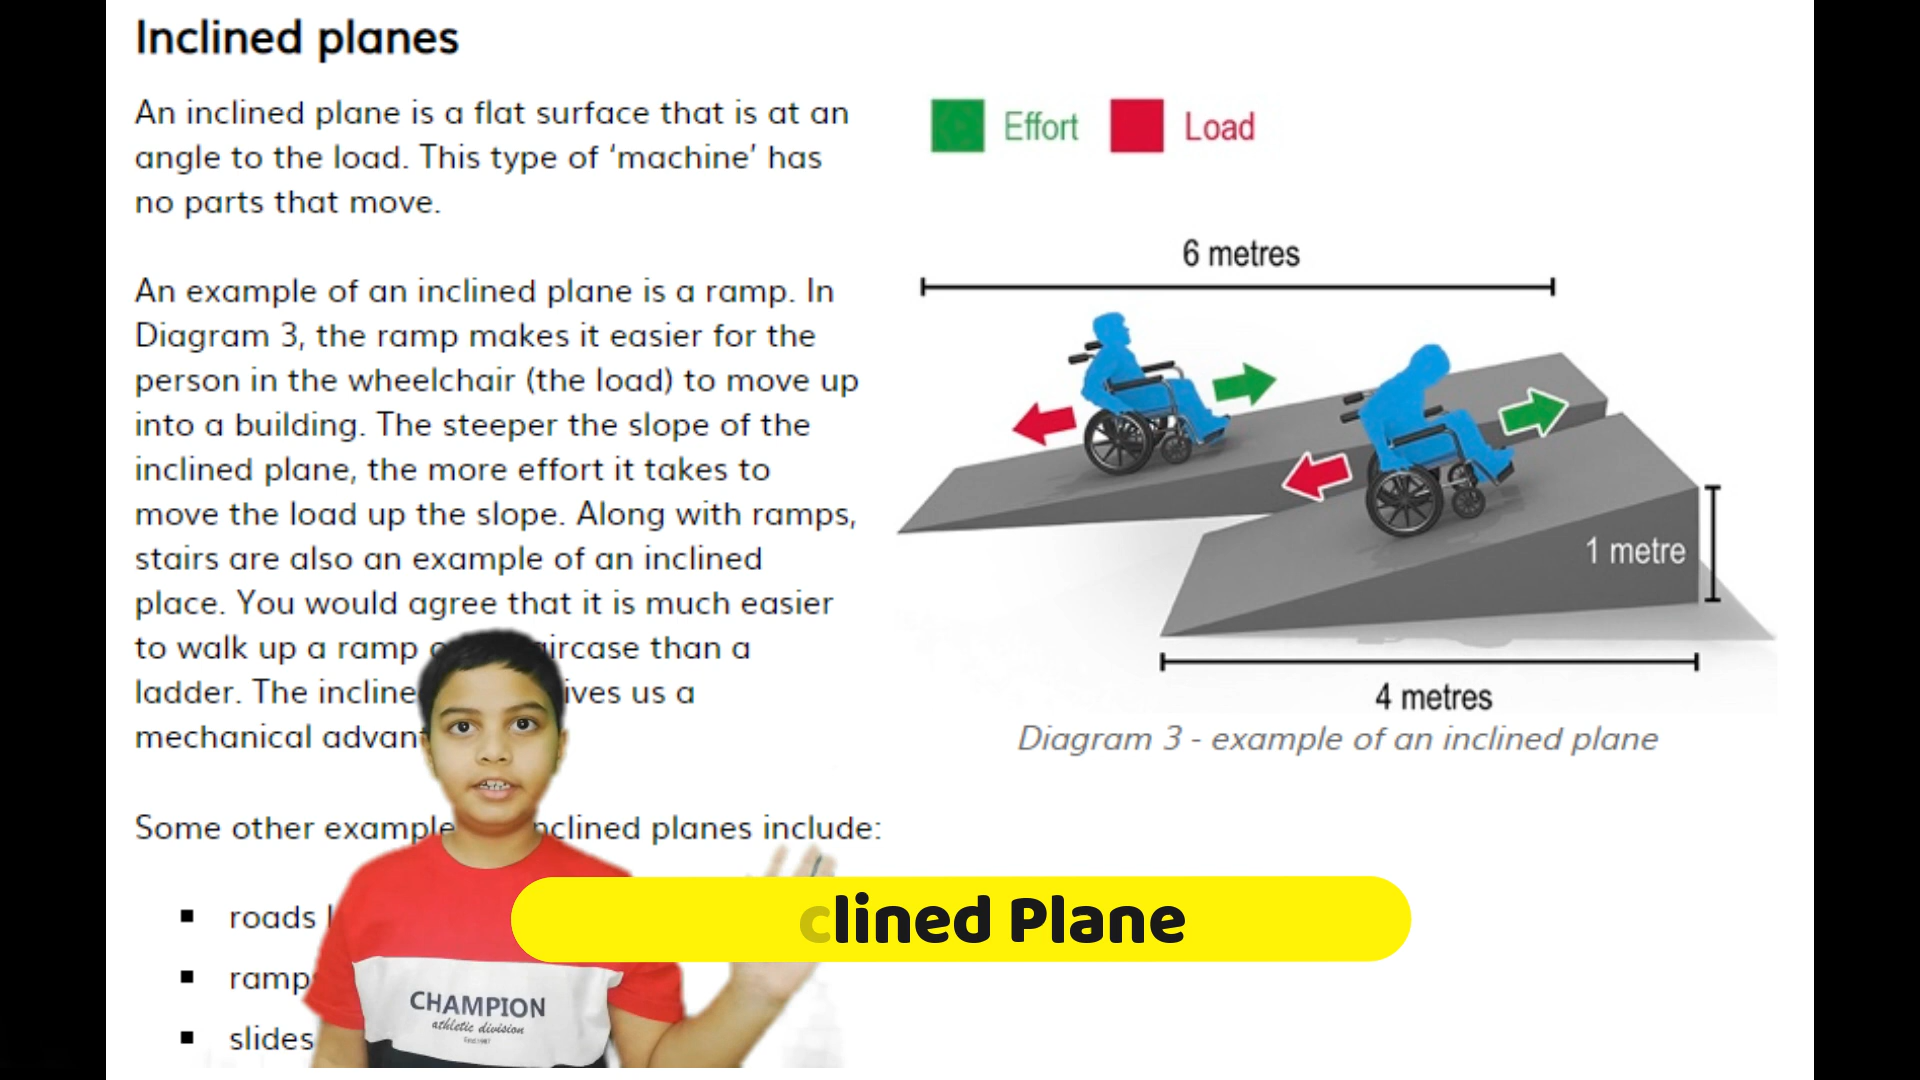 Inclined planes
An inclined plane is a flat surface that is at an
angle to the load. This type of ‘machine’ has
no parts that move.
An example of an inclined plane is a ramp. In
Diagram 3, the ramp makes it easier for the
person in the wheelchair (the load) to move up
into a building. The steeper the slope of the
inclined plane, the more effort it takes to
move the load up the slope. Along with ramps,
stairs are also an example of an inclined
place. You would agree that it is much easier
to walk up a ramp aircase than a
ladder. The incline ives us a
mechanical advan
Some other example nclined planes include:
roads
ramp
slides
Effort
Load
6 metres
1 metre
4 metres
Diagram 3 - example of an inclined plane
clined Plane
CHAMPION
athletic division